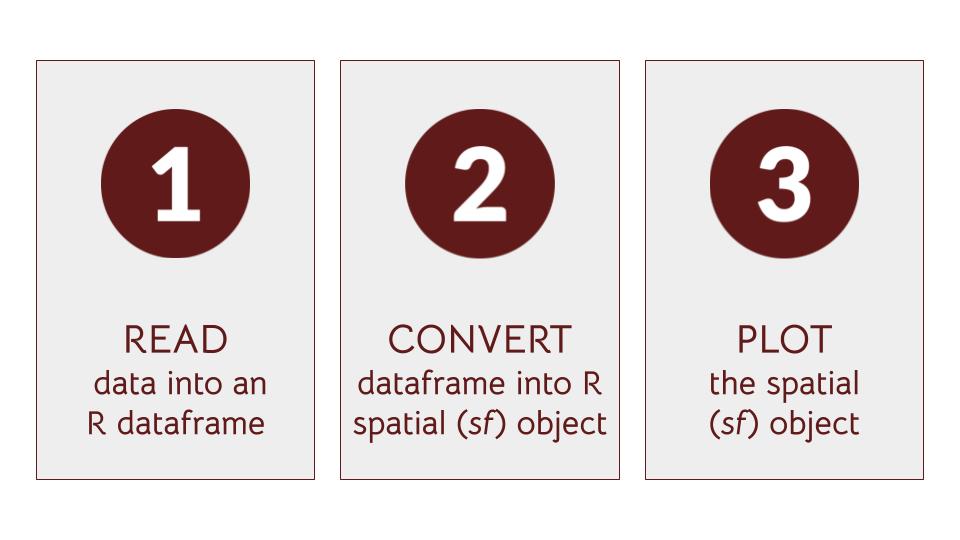 1
READ
data into an
R dataframe
2
CONVERT
dataframe into R
spatial (sf) object
3
PLOT
the spatial
(sf) object